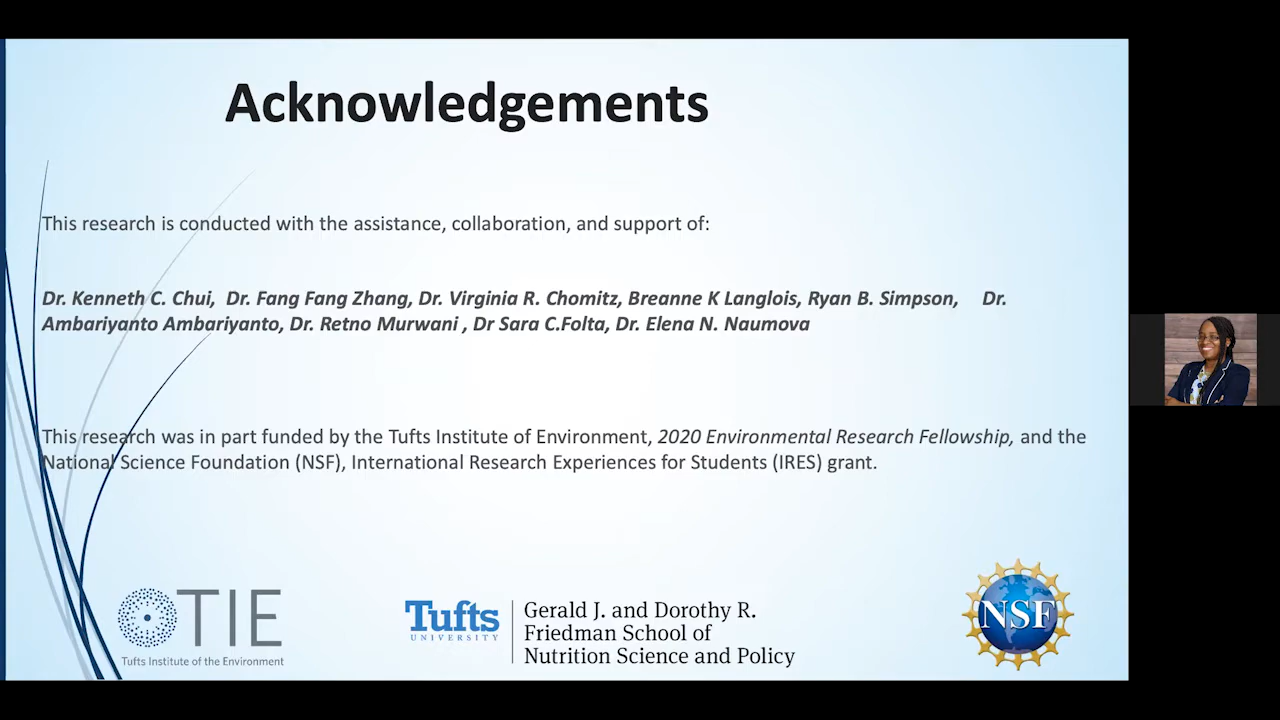 Acknowledgements
This research is conducted with the assistance, collaboration, and support of:
Dr. Kenneth C. Chui, Dr. Fang Fang Zhang, Dr. Virginia R. Chomitz, Breanne K Langlois, Ryan B. Simpson, Dr.
Ambariyanto Ambariyanto, Dr. Retno Murwani , Dr Sara C.Folta, Dr. Elena N. Naumova
This research was in part funded by the Tufts Institute of Environment, 2020 Environmental Research Fellowship, and the
National Science Foundation (NSF), International Research Experiences for Students (IRES) grant.
TIE
Tufts Institute of the Environment
Tufts
UNIVERSITY
Gerald J. and Dorothy R.
Friedman School of
Nutrition Science and Policy
NSF